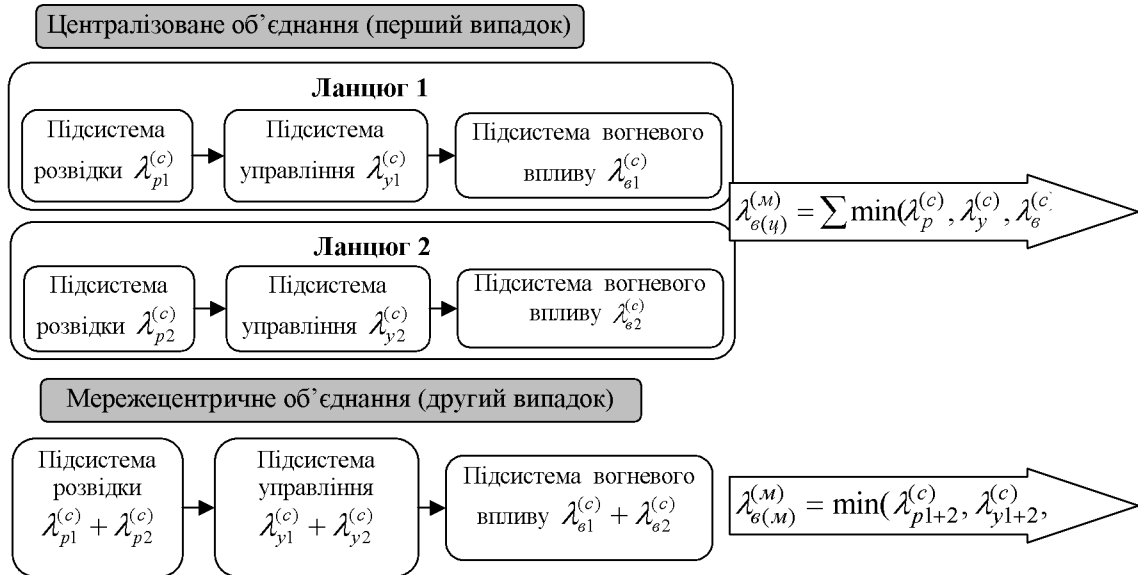 Централізоване об’єднання (перший випадок)
Ланцюг 1
Підсистема
розвідки λ_{р1}^{(с)}
Підсистема
управління λ_{у1}^{(с)}
Підсистема вогневого
впливу λ_{в1}^{(с)}
λ_{в(ц)}^{(м)} = ∑ min(λ_{р}^{(с)}, λ_{у}^{(с)}, λ_{в}^{(с)}
Ланцюг 2
Підсистема
розвідки λ_{р2}^{(с)}
Підсистема
управління λ_{у2}^{(с)}
Підсистема вогневого
впливу λ_{в2}^{(с)}
Мережецентричне об’єднання (другий випадок)
Підсистема
розвідки
λ_{р1}^{(с)} + λ_{р2}^{(с)}
Підсистема
управління
λ_{у1}^{(с)} + λ_{у2}^{(с)}
Підсистема вогневого
впливу λ_{в1}^{(с)} + λ_{в2}^{(с)}
λ_{в(м)}^{(м)} = min(λ_{р1+2}^{(с)}, λ_{у1+2}^{(с)},